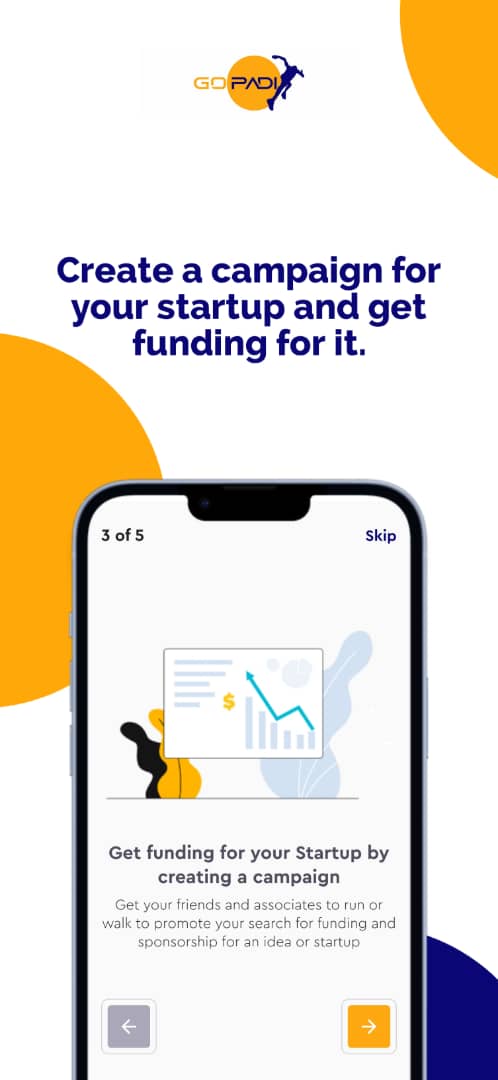 GOPADI
Create a campaign for
your startup and get
funding for it.
3 of 5
Skip
$
Get funding for your Startup by
creating a campaign
Get your friends and associates to run or
walk to promote your search for funding and
sponsorship for an idea or startup